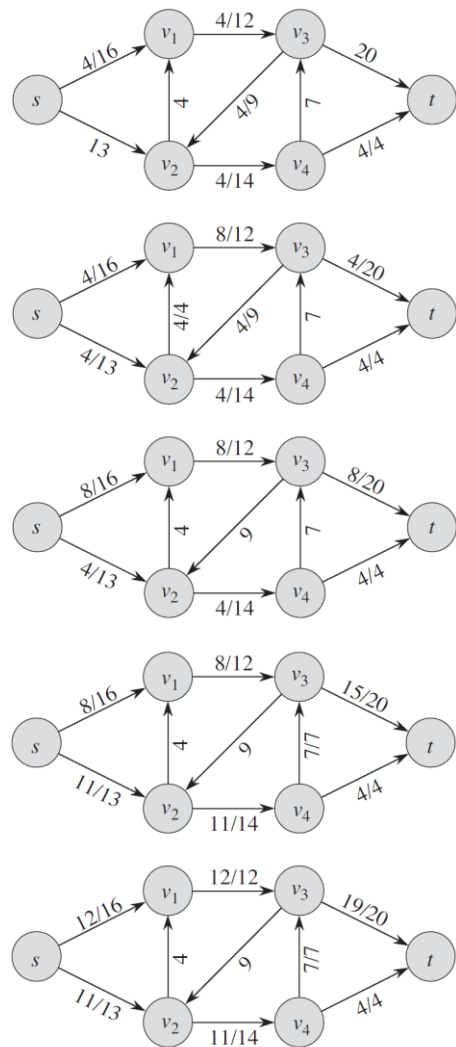 4/12
v1 v3
4/16 20
s 4 4/9 7 t
13 4/4
v2 v4
4/14
8/12
v1 v3
4/16 4/20
s 4/4 4/9 7 t
4/13 4/4
v2 v4
4/14
8/12
v1 v3
8/16 8/20
s 4 9 7 t
4/13 4/4
v2 v4
4/14
8/12
v1 v3
8/16 15/20
s 4 9 7/7 t
11/13 4/4
v2 v4
11/14
12/12
v1 v3
12/16 19/20
s 4 9 7/7 t
11/13 4/4
v2 v4
11/14